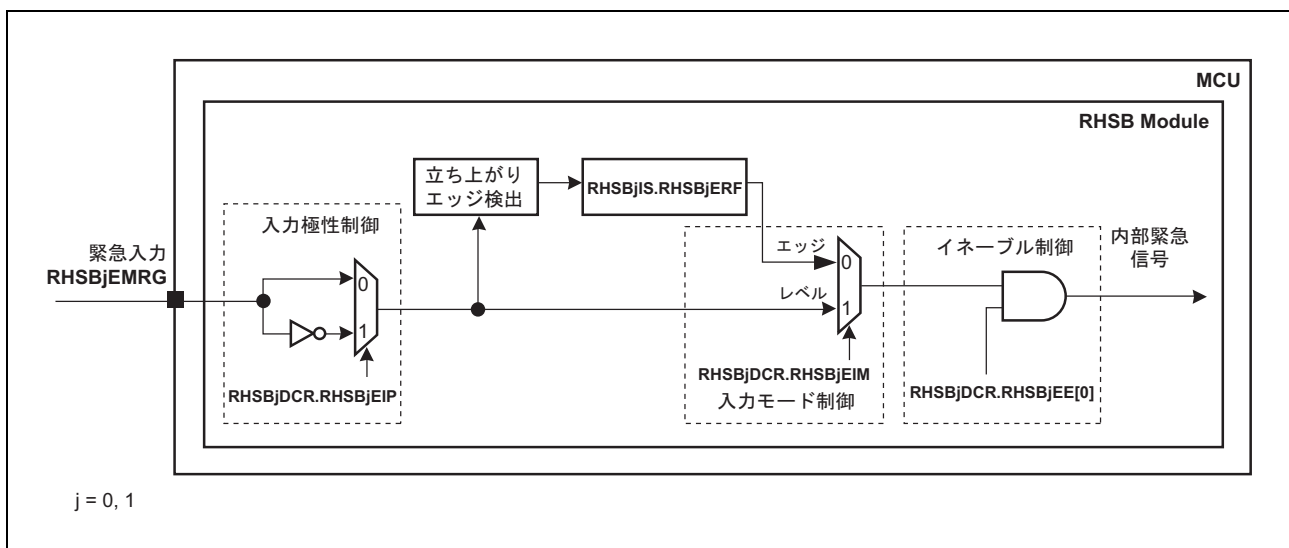 MCU
RHSB Module
立ち上がり
エッジ検出
RHSBjIS.RHSBjERF
入力極性制御
緊急入力
RHSBjEMRG
0
1
RHSBjDCR.RHSBjEIP
エッジ
0
レベル
1
RHSBjDCR.RHSBjEIM
入力モード制御
イネーブル制御
RHSBjDCR.RHSBjEE[0]
内部緊急
信号
j = 0, 1